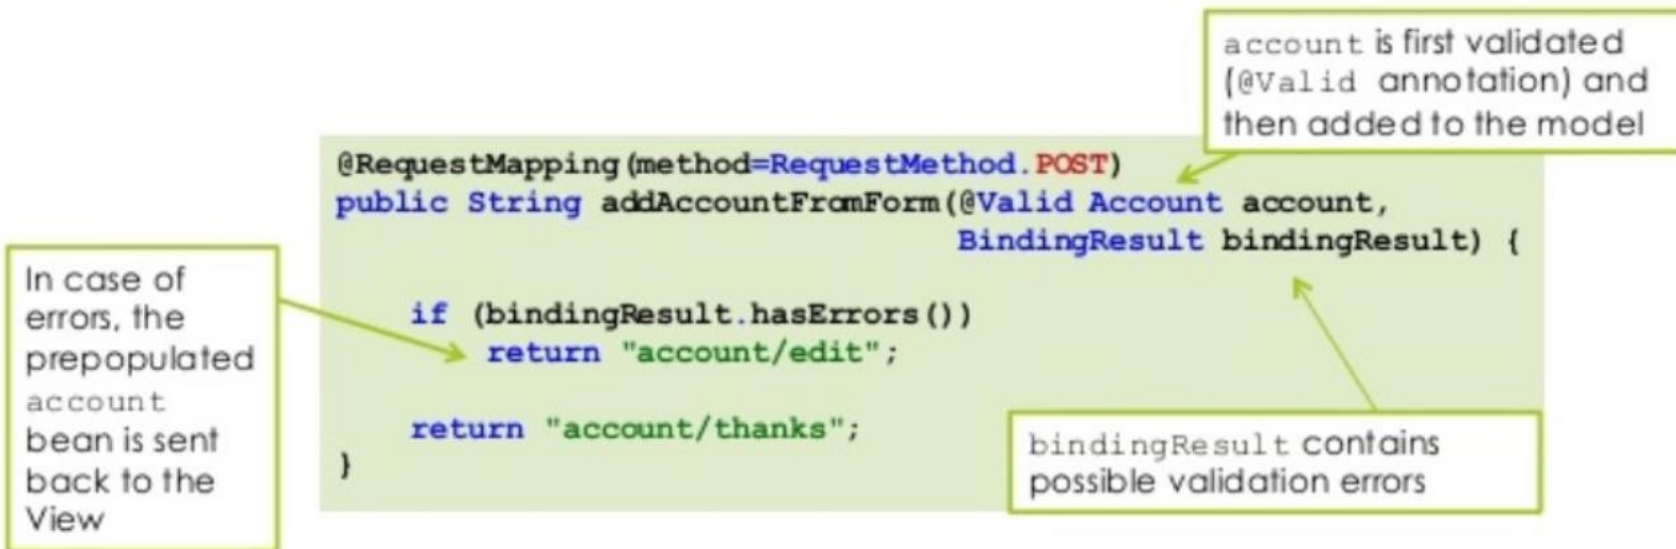 account is first validated
(@Valid annotation) and
then added to the model
@RequestMapping(method=RequestMethod.POST)
public String addAccountFromForm(@Valid Account account,
BindingResult bindingResult) {
In case of
errors, the
prepopulated
account
bean is sent
back to the
View
if (bindingResult.hasErrors())
return "account/edit";
return "account/thanks";
}
bindingResult contains
possible validation errors